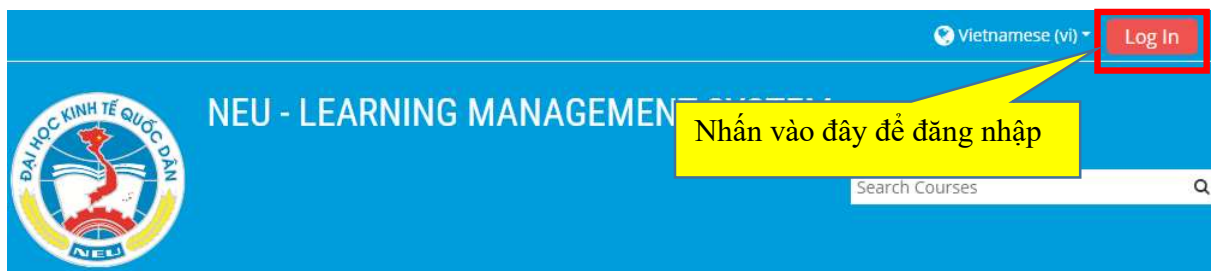 Vietnamese (vi)
Log In
NEU - LEARNING MANAGEMENT SYSTEM
Nhấn vào đây để đăng nhập
Search Courses
ĐẠI HỌC KINH TẾ QUỐC DÂN
NEU